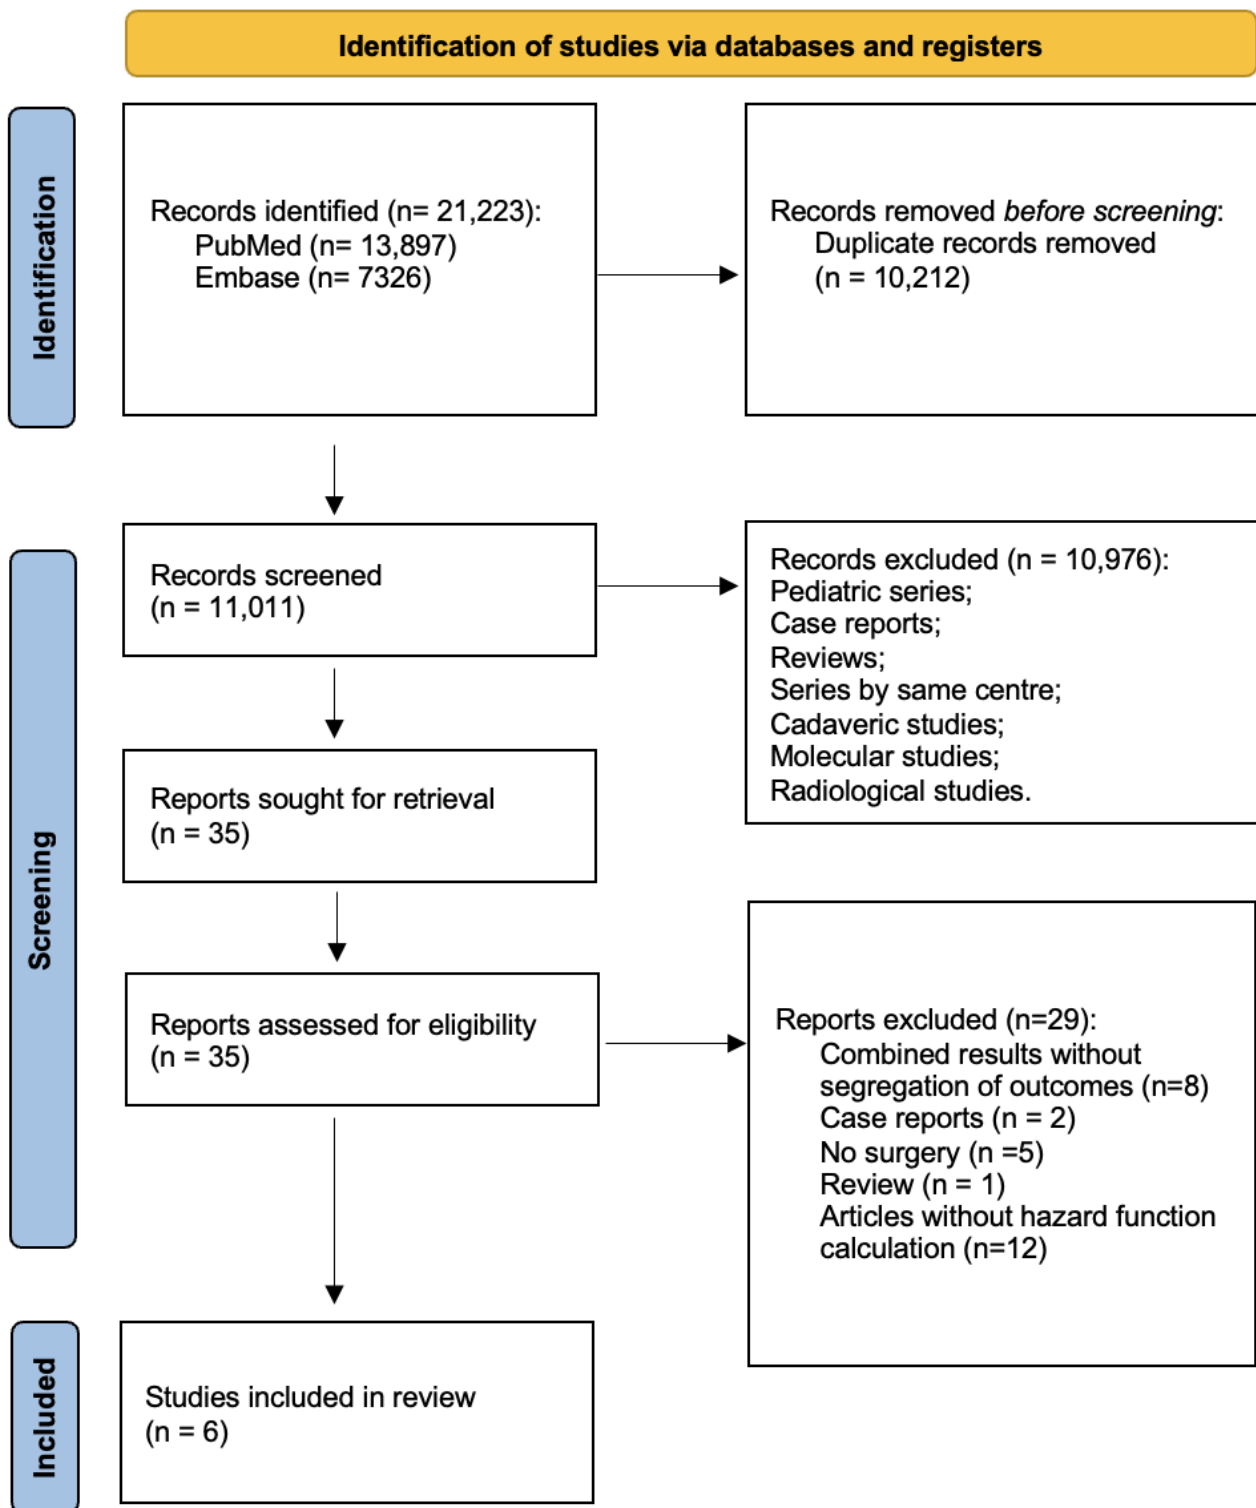 Identification of studies via databases and registers
Identification
Records identified (n= 21,223):
PubMed (n= 13,897)
Embase (n= 7326)
Records removed before screening:
Duplicate records removed
(n = 10,212)
Screening
Records screened
(n = 11,011)
Records excluded (n = 10,976):
Pediatric series;
Case reports;
Reviews;
Series by same centre;
Cadaveric studies;
Molecular studies;
Radiological studies.
Reports sought for retrieval
(n = 35)
Reports assessed for eligibility
(n = 35)
Reports excluded (n=29):
Combined results without
segregation of outcomes (n=8)
Case reports (n = 2)
No surgery (n =5)
Review (n = 1)
Articles without hazard function
calculation (n=12)
Included
Studies included in review
(n = 6)